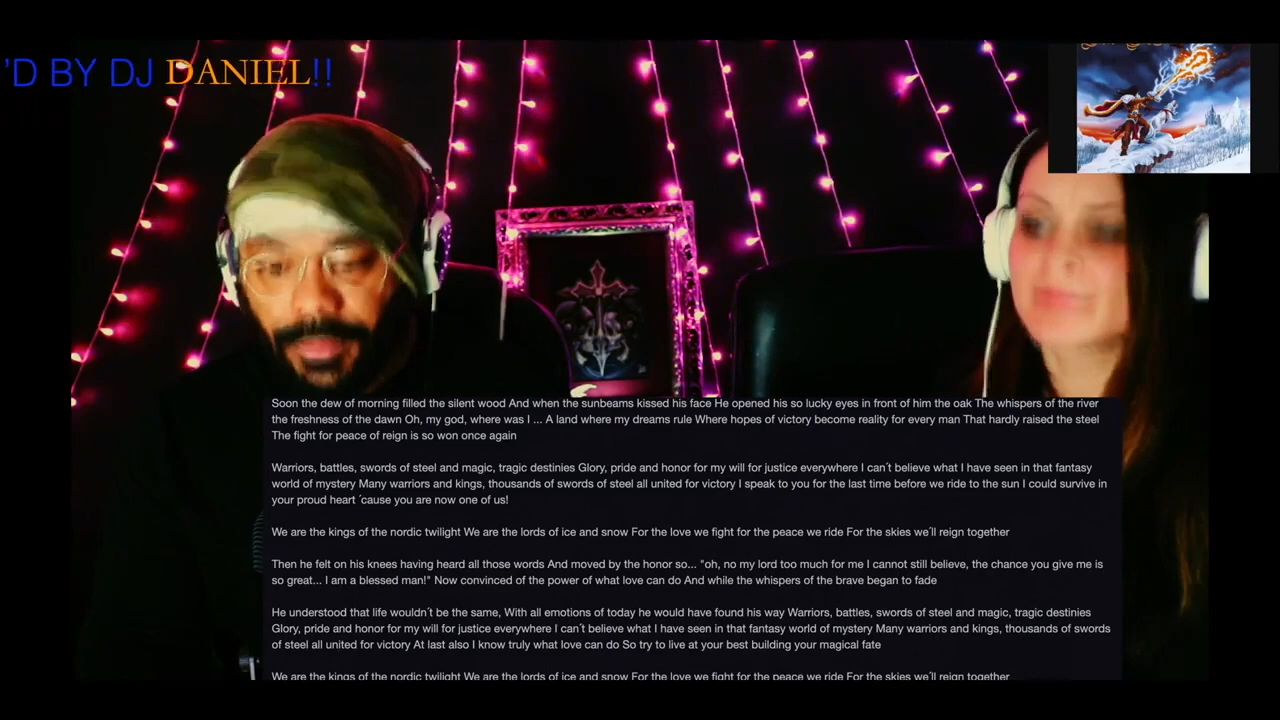 'D BY DJ DANIEL!!
Soon the dew of morning filled the silent wood And when the sunbeams kissed his face He opened his so lucky eyes in front of him the oak The whispers of the river
the freshness of the dawn Oh, my god, where was I ... A land where my dreams rule Where hopes of victory become reality for every man That hardly raised the steel
The fight for peace of reign is so won once again
Warriors, battles, swords of steel and magic, tragic destinies Glory, pride and honor for my will for justice everywhere I can´t believe what I have seen in that fantasy
world of mystery Many warriors and kings, thousands of swords of steel all united for victory I speak to you for the last time before we ride to the sun I could survive in
your proud heart ´cause you are now one of us!
We are the kings of the nordic twilight We are the lords of ice and snow For the love we fight for the peace we ride For the skies we´ll reign together
Then he felt on his knees having heard all those words And moved by the honor so... "oh, no my lord too much for me I cannot still believe, the chance you give me is
so great... I am a blessed man!" Now convinced of the power of what love can do And while the whispers of the brave began to fade
He understood that life wouldn´t be the same, With all emotions of today he would have found his way Warriors, battles, swords of steel and magic, tragic destinies
Glory, pride and honor for my will for justice everywhere I can´t believe what I have seen in that fantasy world of mystery Many warriors and kings, thousands of swords
of steel all united for victory At last also I know truly what love can do So try to live at your best building your magical fate
We are the kings of the nordic twilight We are the lords of ice and snow For the love we fight for the peace we ride For the skies we´ll reign together